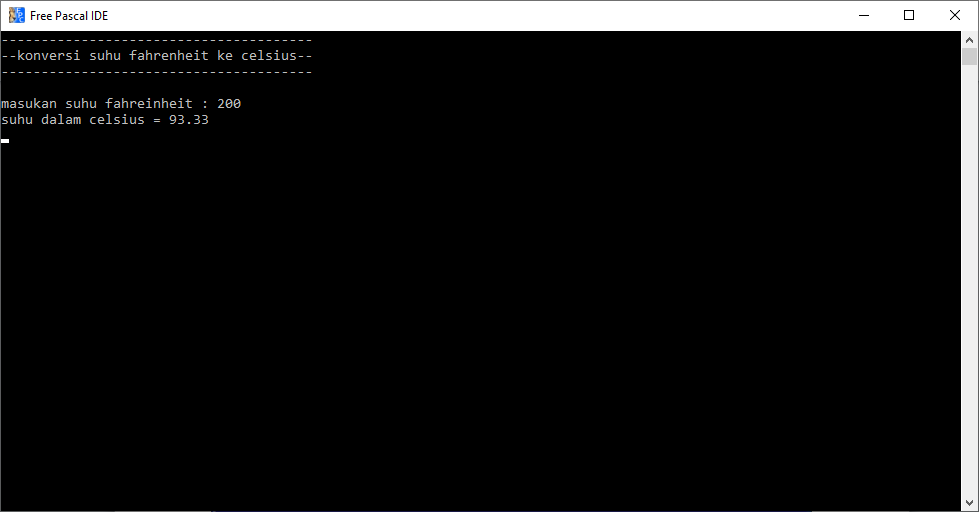 Free Pascal IDE
---------------------------------------
--konversi suhu fahrenheit ke celsius--
---------------------------------------
masukan suhu fahreinheit : 200
suhu dalam celsius = 93.33